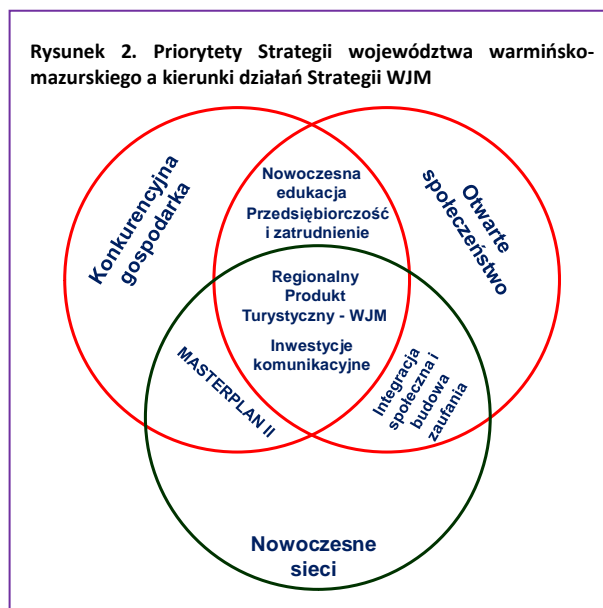 Rysunek 2. Priorytety Strategii województwa warmińsko-
mazurskiego a kierunki działań Strategii WJM
Konkurencyjna
gospodarka
Nowoczesna
edukacja
Przedsiębiorczość
i zatrudnienie
Otwarte
społeczeństwo
Regionalny
Produkt
Turystyczny - WJM
Inwestycje
komunikacyjne
MASTERPLAN II
Integracja
społeczna i
budowa
zaufania
Nowoczesne
sieci